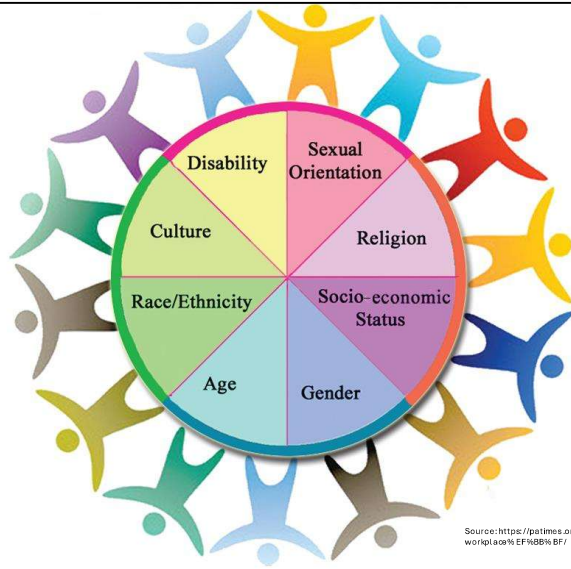 Disability
Sexual
Orientation
Culture
Religion
Race/Ethnicity
Socio-economic
Status
Age
Gender
Source: https://patimes.or
workplace%EF%BB%BF/